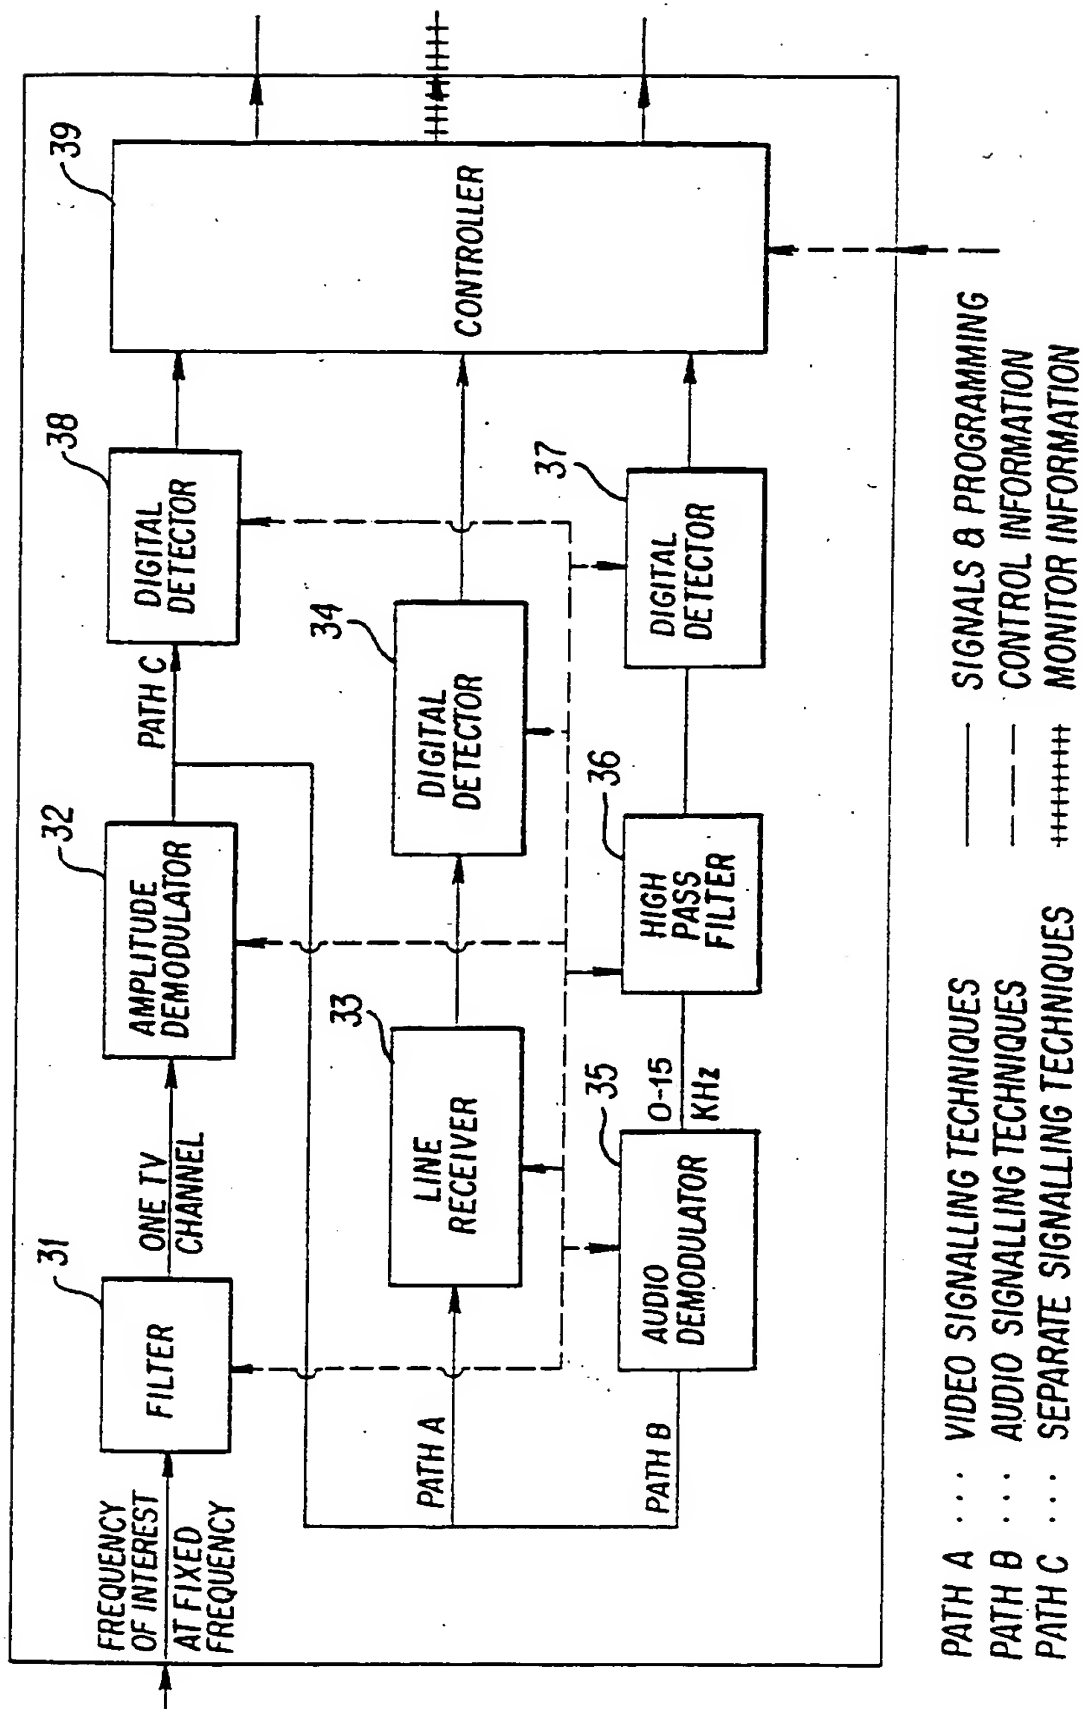 FREQUENCY
OF INTEREST
AT FIXED
FREQUENCY
31
FILTER
ONE TV
CHANNEL
32
AMPLITUDE
DEMODULATOR
PATH C
38
DIGITAL
DETECTOR
39
CONTROLLER
PATH A
33
LINE
RECEIVER
34
DIGITAL
DETECTOR
PATH B
35
AUDIO
DEMODULATOR
0-15
KHz
36
HIGH
PASS
FILTER
37
DIGITAL
DETECTOR
PATH A ... VIDEO SIGNALLING TECHNIQUES
PATH B ... AUDIO SIGNALLING TECHNIQUES
PATH C ... SEPARATE SIGNALLING TECHNIQUES
SIGNALS & PROGRAMMING
CONTROL INFORMATION
MONITOR INFORMATION